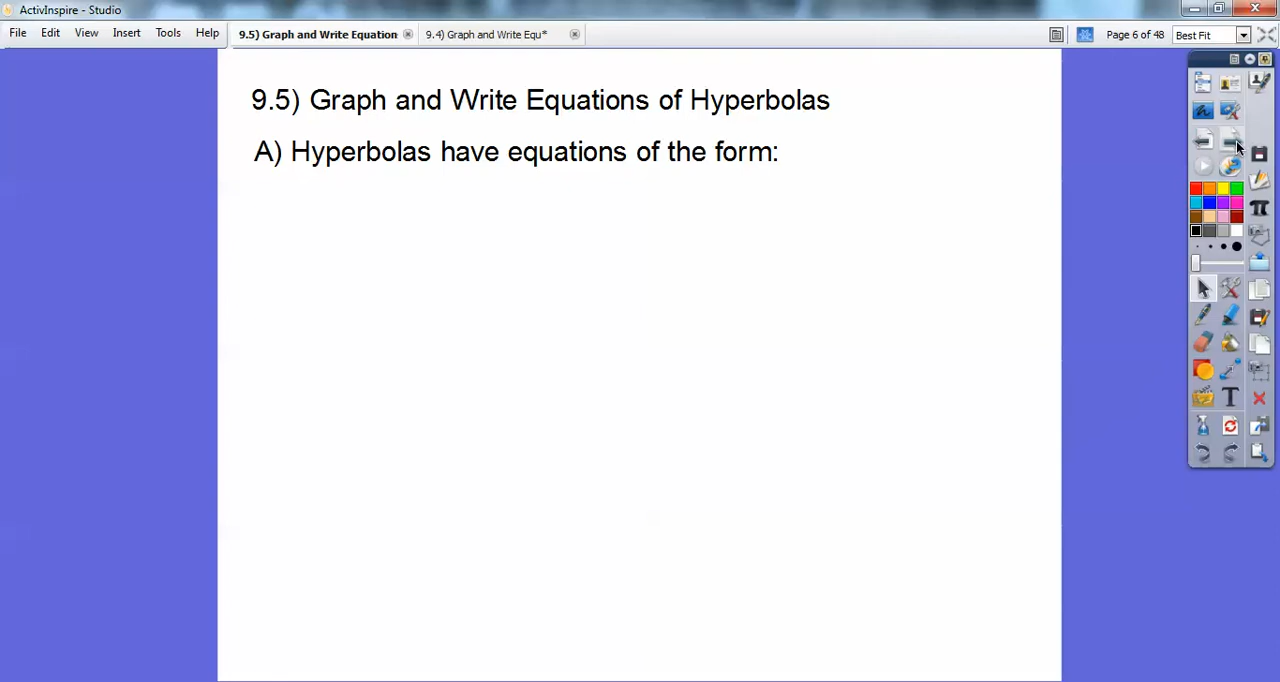 ActivInspire - Studio
File Edit View Insert Tools Help
9.5) Graph and Write Equation
9.4) Graph and Write Equ*
Page 6 of 48
Best Fit
9.5) Graph and Write Equations of Hyperbolas
A) Hyperbolas have equations of the form: